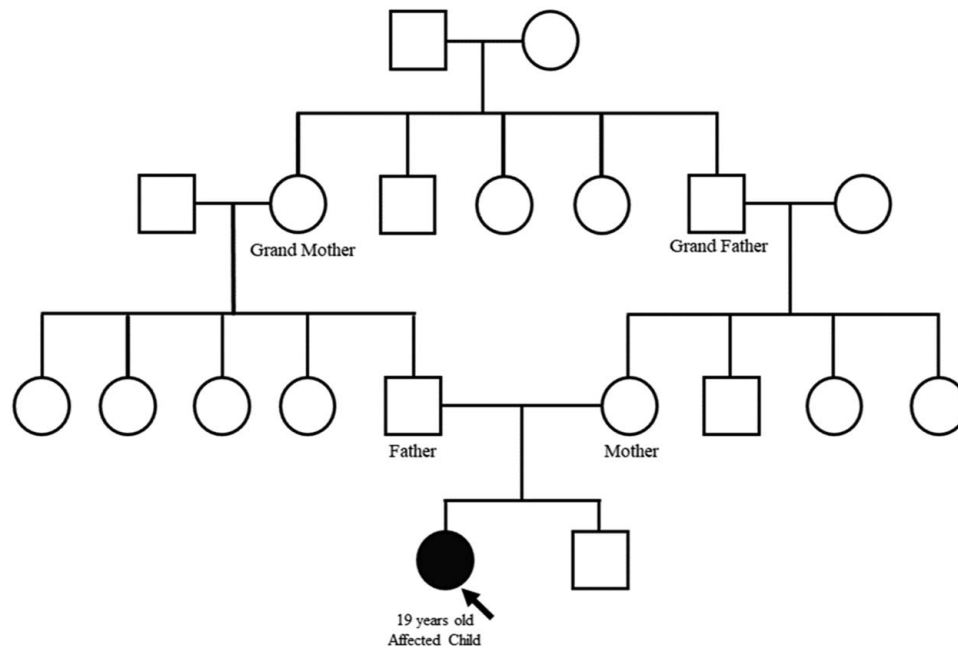 Grand Mother
Grand Father
Father
Mother
19 years old
Affected Child